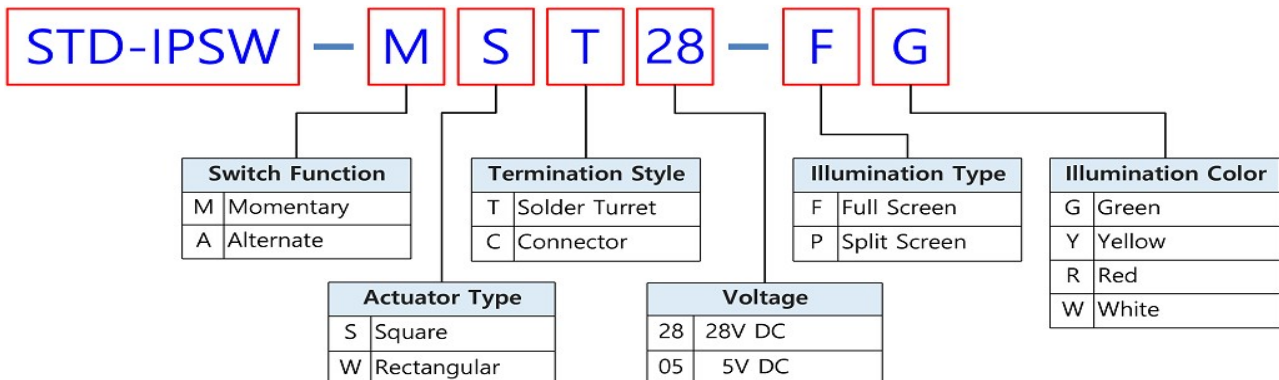 STD-IPSW — M S T 28 — F G
Switch Function
M Momentary
A Alternate
Termination Style
T Solder Turret
C Connector
Illumination Type
F Full Screen
P Split Screen
Illumination Color
G Green
Y Yellow
R Red
W White
Actuator Type
S Square
W Rectangular
Voltage
28 28V DC
05 5V DC